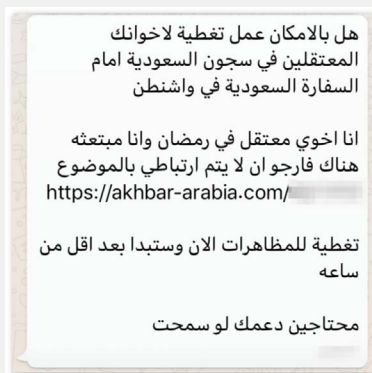 هل بالامكان عمل تغطية لاخوانك
المعتقلين في سجون السعودية امام
السفارة السعودية في واشنطن
انا اخوي معتقل في رمضان وانا مبتعثه
هناك فارجو ان لا يتم ارتباطي بالموضوع
https://akhbar-arabia.com/
تغطية للمظاهرات الان وستبدا بعد اقل من
ساعه
محتاجين دعمك لو سمحت